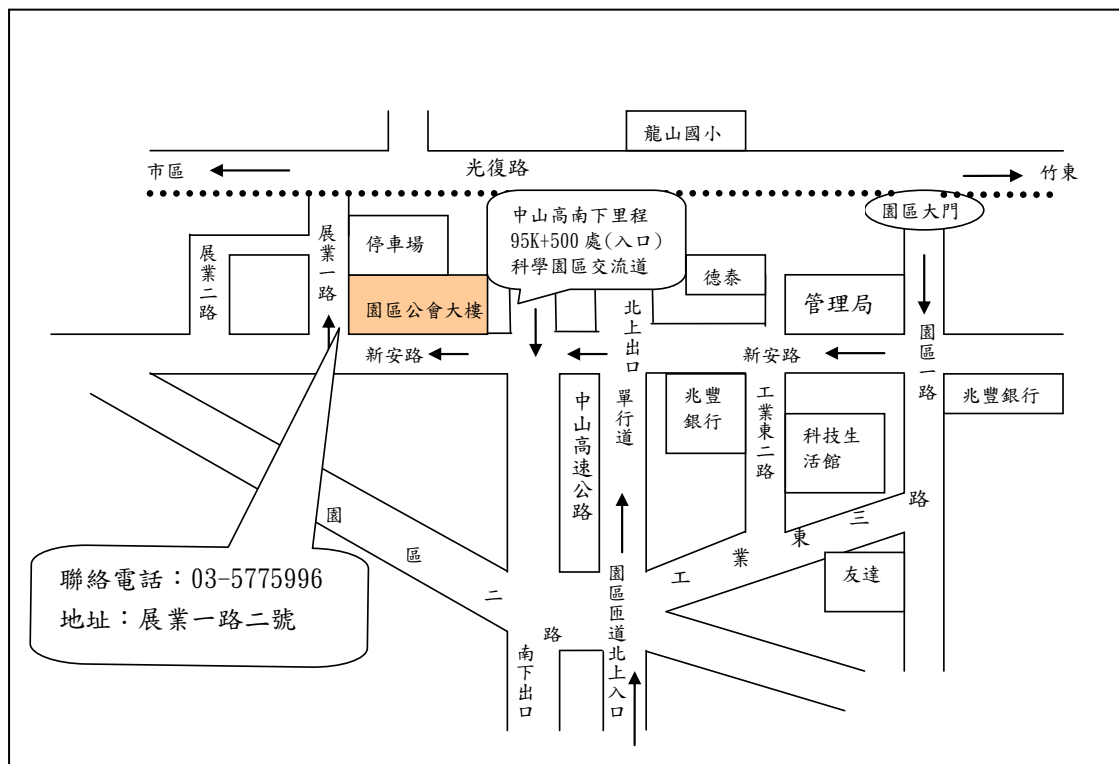 龍山國小
市區
光復路
竹東
園區大門
中山高南下里程
95K+500 處(入口)
科學園區交流道
展業一路
停車場
展業二路
園區公會大樓
德泰
管理局
北上出口
新安路
新安路
園區一路
單行道
兆豐
銀行
工業東二路
兆豐銀行
中山高速公路
科技生
活館
園區二路
工業東三路
友達
聯絡電話：03-5775996
地址：展業一路二號
園區匝道北上入口
南下出口